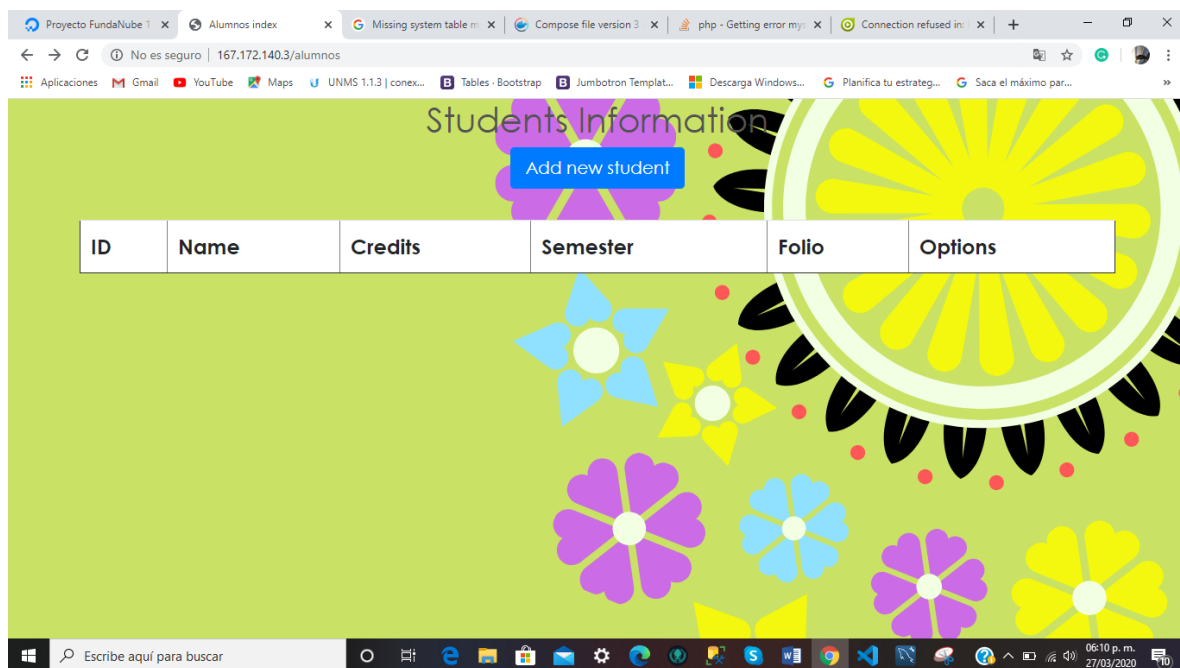 Proyecto FundaNube 1
Alumnos index
Missing system table m
Compose file version 3
php - Getting error mys
Connection refused in:
No es seguro | 167.172.140.3/alumnos
Aplicaciones
Gmail
YouTube
Maps
UNMS 1.1.3 | conex...
Tables · Bootstrap
Jumbotron Templat...
Descarga Windows...
Planifica tu estrateg...
Saca el máximo par...
»
Students Information
Add new student
ID Name Credits Semester Folio Options
Escribe aquí para buscar
06:10 p. m.
27/03/2020
10